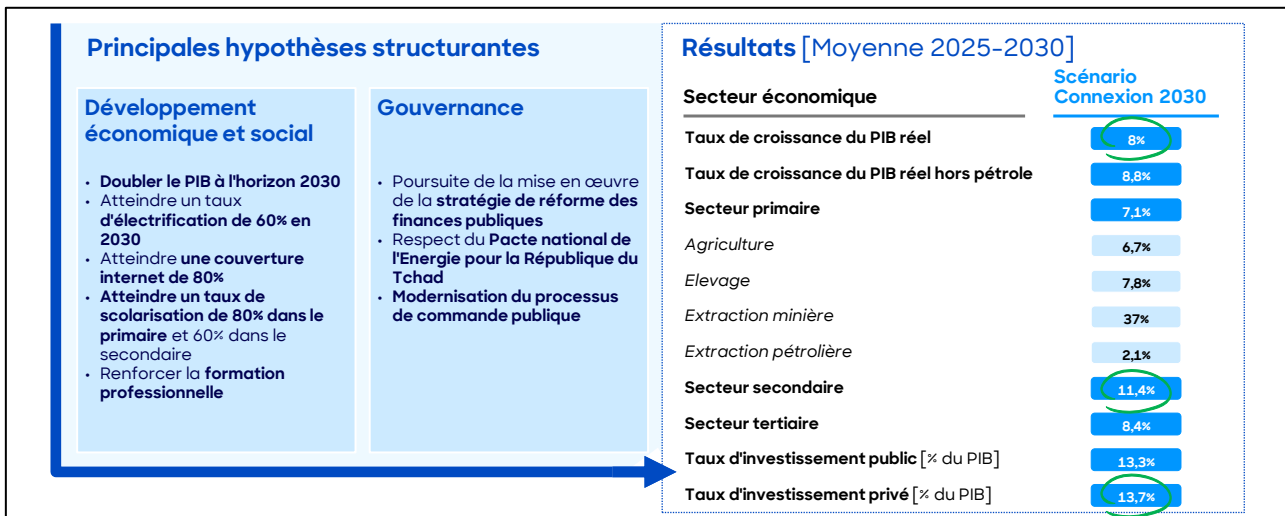 Principales hypothèses structurantes
Développement
économique et social
• Doubler le PIB à l'horizon 2030
• Atteindre un taux
d'électrification de 60% en
2030
• Atteindre une couverture
internet de 80%
• Atteindre un taux de
scolarisation de 80% dans le
primaire et 60% dans le
secondaire
• Renforcer la formation
professionnelle
Gouvernance
• Poursuite de la mise en œuvre
de la stratégie de réforme des
finances publiques
• Respect du Pacte national de
l'Energie pour la République du
Tchad
• Modernisation du processus
de commande publique
Résultats [Moyenne 2025-2030]
Secteur économique
Scénario
Connexion 2030
Taux de croissance du PIB réel 8%
Taux de croissance du PIB réel hors pétrole 8,8%
Secteur primaire 7,1%
Agriculture 6,7%
Elevage 7,8%
Extraction minière 37%
Extraction pétrolière 2,1%
Secteur secondaire 11,4%
Secteur tertiaire 8,4%
Taux d'investissement public [% du PIB] 13,3%
Taux d'investissement privé [% du PIB] 13,7%